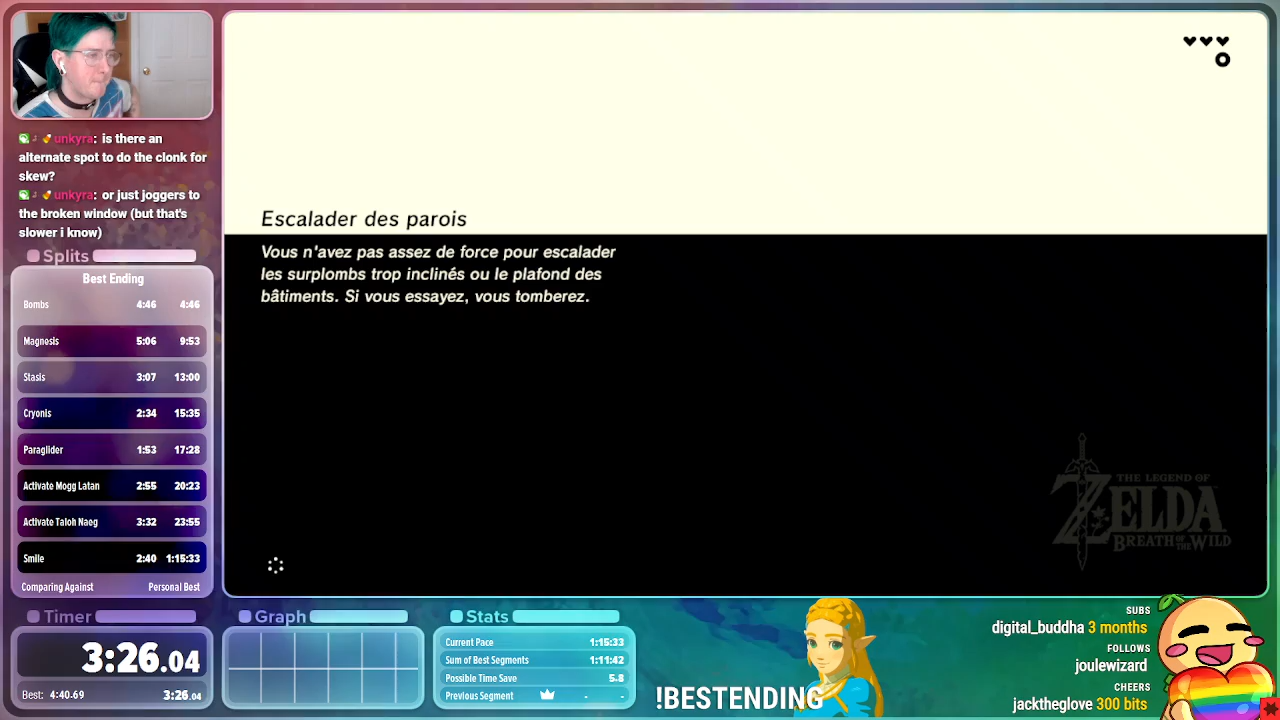 unkyra: is there an
alternate spot to do the clonk for
skew?
unkyra: or just joggers to
the broken window (but that's
slower i know)
Splits
Best Ending
Bombs 4:46 4:46
Magnesis 5:06 9:53
Stasis 3:07 13:00
Cryonis 2:34 15:35
Paraglider 1:53 17:28
Activate Mogg Latan 2:55 20:23
Activate Taloh Naeg 3:32 23:55
Smile 2:40 1:15:33
Comparing Against Personal Best
Timer
3:26.04
Best: 4:40.69 3:26.04
Escalader des parois
Vous n'avez pas assez de force pour escalader
les surplombs trop inclinés ou le plafond des
bâtiments. Si vous essayez, vous tomberez.
THE LEGEND OF
ZELDA
BREATH OF THE WILD
Graph
Stats
Current Pace 1:15:33
Sum of Best Segments 1:11:42
Possible Time Save 5.8
Previous Segment - -
!BESTENDING
SUBS
digital_buddha 3 months
FOLLOWS
joulewizard
CHEERS
jacktheglove 300 bits